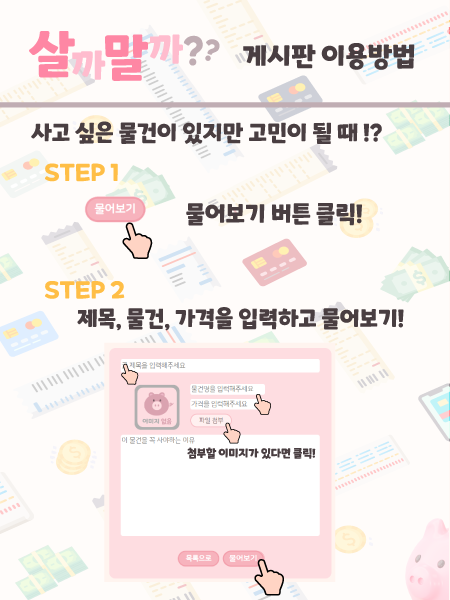 살까말까?? 게시판 이용방법
사고 싶은 물건이 있지만 고민이 될 때 !?
STEP 1
물어보기
물어보기 버튼 클릭!
STEP 2
제목, 물건, 가격을 입력하고 물어보기!
제목을 입력해주세요
물건명을 입력해주세요
가격을 입력해주세요
이미지 없음
파일 첨부
이 물건을 꼭 사야하는 이유
첨부할 이미지가 있다면 클릭!
목록으로
물어보기